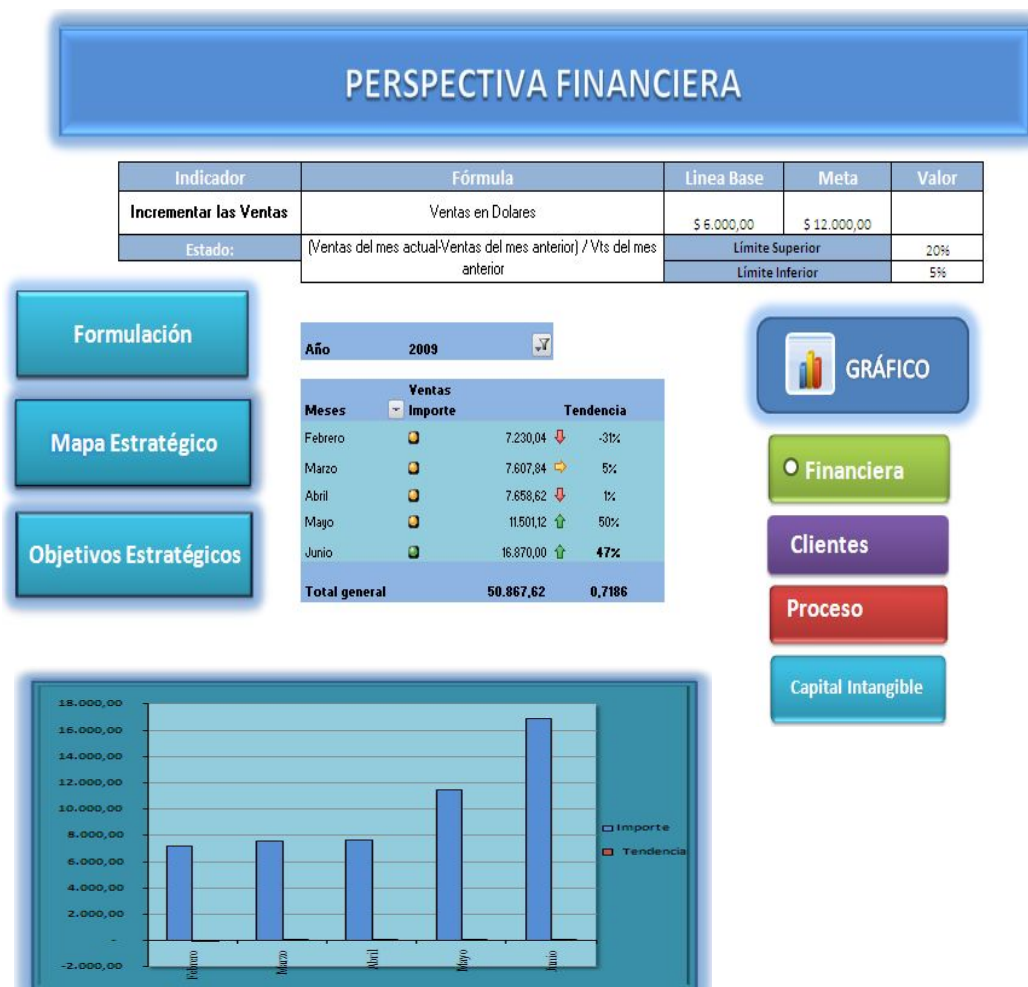 PERSPECTIVA FINANCIERA
Indicador Fórmula Linea Base Meta Valor
Incrementar las Ventas Ventas en Dolares $ 6.000,00 $ 12.000,00
Estado: (Ventas del mes actual-Ventas del mes anterior) / Vts del mes anterior Límite Superior 20%
Límite Inferior 5%
Formulación
Mapa Estratégico
Objetivos Estratégicos
Año 2009
Ventas
Meses Importe Tendencia
Febrero 7.230,04 -31%
Marzo 7.607,84 5%
Abril 7.658,62 1%
Mayo 11.501,12 50%
Junio 16.870,00 47%
Total general 50.867,62 0,7186
GRÁFICO
Financiera
Clientes
Proceso
Capital Intangible
18.000,00
16.000,00
14.000,00
12.000,00
10.000,00
8.000,00
6.000,00
4.000,00
2.000,00
-
-2.000,00
Febrero
Marzo
Abril
Mayo
Junio
Importe
Tendencia